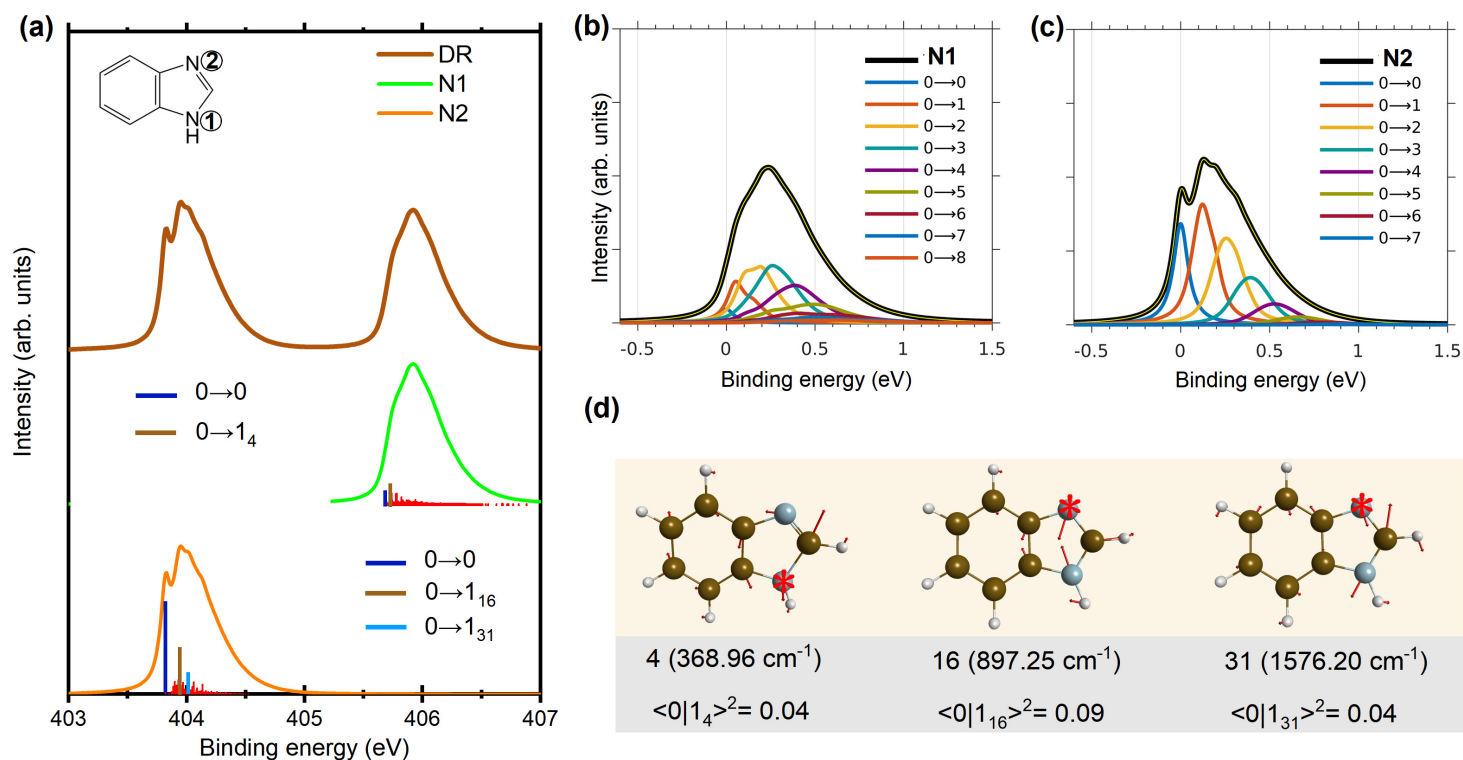 (a)
N2
N1
H
DR
N1
N2
0→0
0→1₄
0→0
0→1₁₆
0→1₃₁
Intensity (arb. units)
403 404 405 406 407
Binding energy (eV)
(b)
N1
0→0
0→1
0→2
0→3
0→4
0→5
0→6
0→7
0→8
Intensity (arb. units)
-0.5 0 0.5 1 1.5
Binding energy (eV)
(c)
N2
0→0
0→1
0→2
0→3
0→4
0→5
0→6
0→7
-0.5 0 0.5 1 1.5
Binding energy (eV)
(d)
4 (368.96 cm⁻¹) 16 (897.25 cm⁻¹) 31 (1576.20 cm⁻¹)
<0|1₄>²= 0.04 <0|1₁₆>²= 0.09 <0|1₃₁>²= 0.04